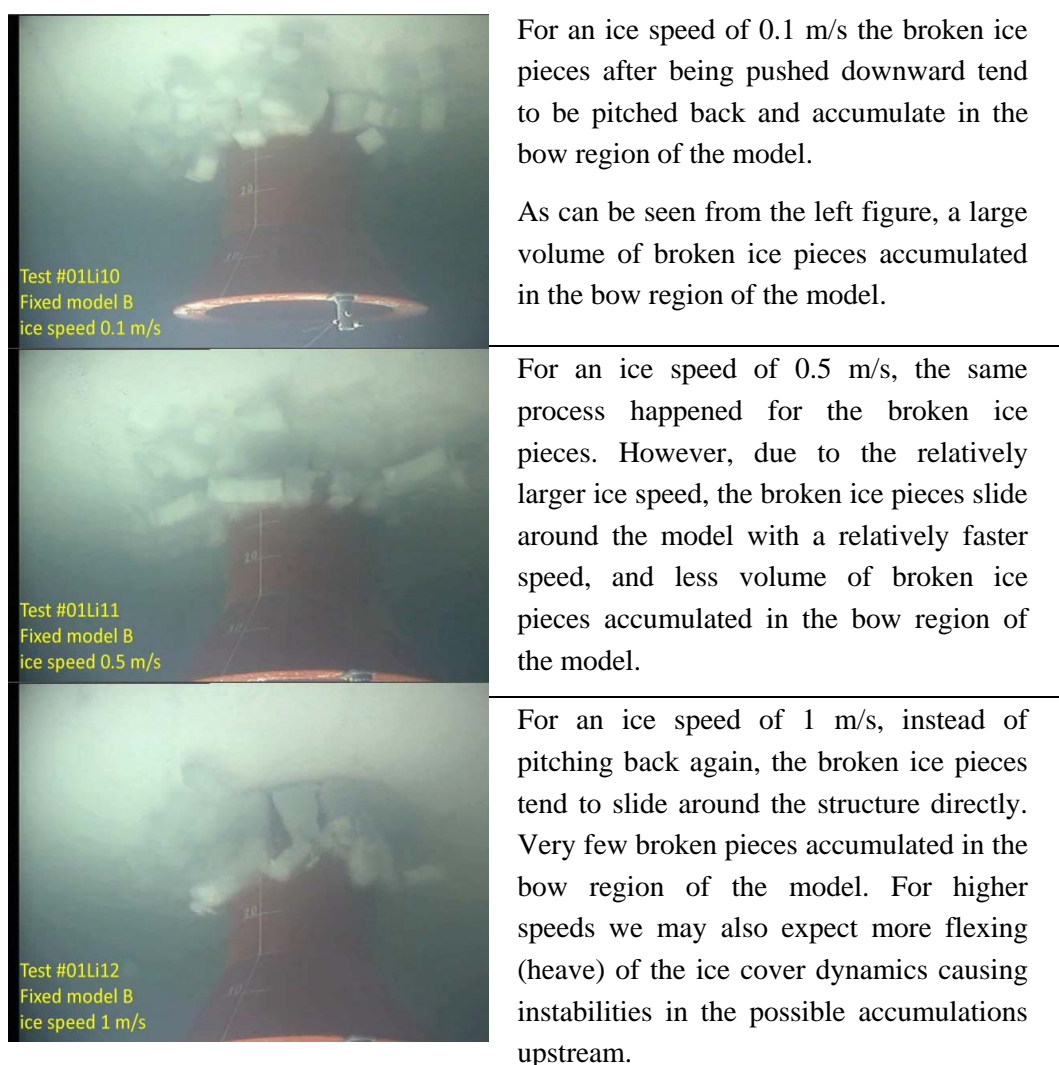 For an ice speed of 0.1 m/s the broken ice
pieces after being pushed downward tend
to be pitched back and accumulate in the
bow region of the model.
As can be seen from the left figure, a large
volume of broken ice pieces accumulated
in the bow region of the model.
20
10
Test #01Li10
Fixed model B
ice speed 0.1 m/s
For an ice speed of 0.5 m/s, the same
process happened for the broken ice
pieces. However, due to the relatively
larger ice speed, the broken ice pieces slide
around the model with a relatively faster
speed, and less volume of broken ice
pieces accumulated in the bow region of
the model.
20
10
Test #01Li11
Fixed model B
ice speed 0.5 m/s
For an ice speed of 1 m/s, instead of
pitching back again, the broken ice pieces
tend to slide around the structure directly.
Very few broken pieces accumulated in the
bow region of the model. For higher
speeds we may also expect more flexing
(heave) of the ice cover dynamics causing
instabilities in the possible accumulations
upstream.
20
10
Test #01Li12
Fixed model B
ice speed 1 m/s